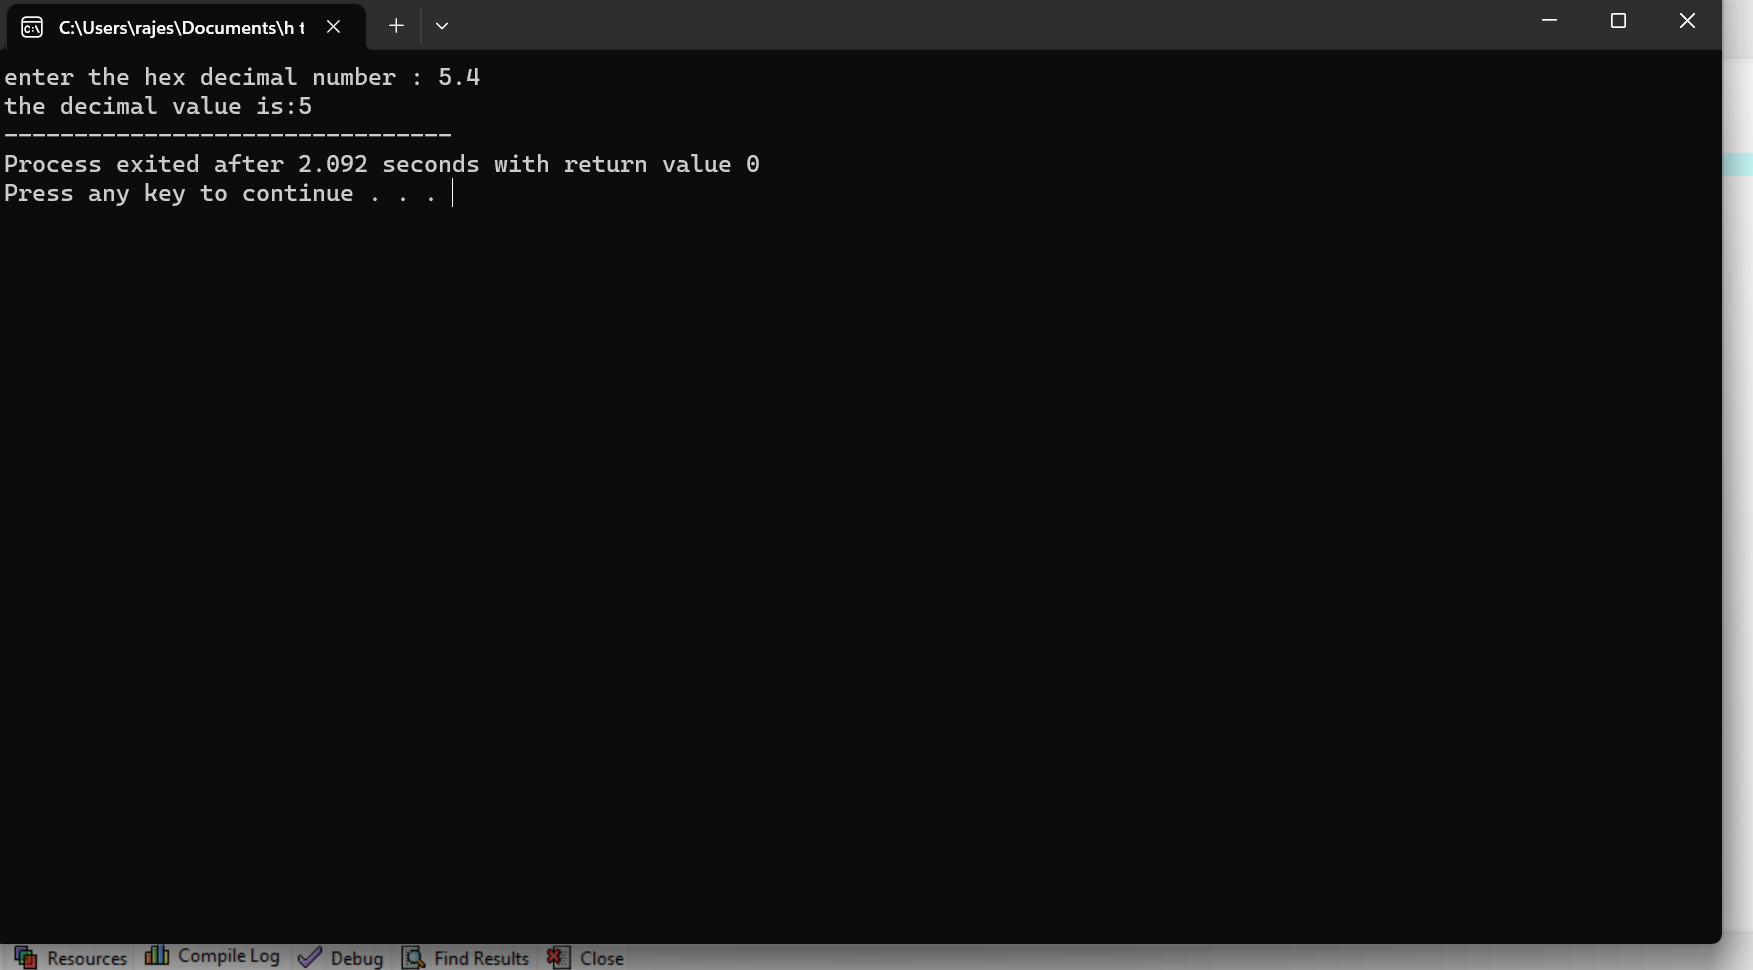 C:\Users\rajes\Documents\h t
enter the hex decimal number : 5.4
the decimal value is:5
--------------------------------
Process exited after 2.092 seconds with return value 0
Press any key to continue . . .
Resources Compile Log Debug Find Results Close